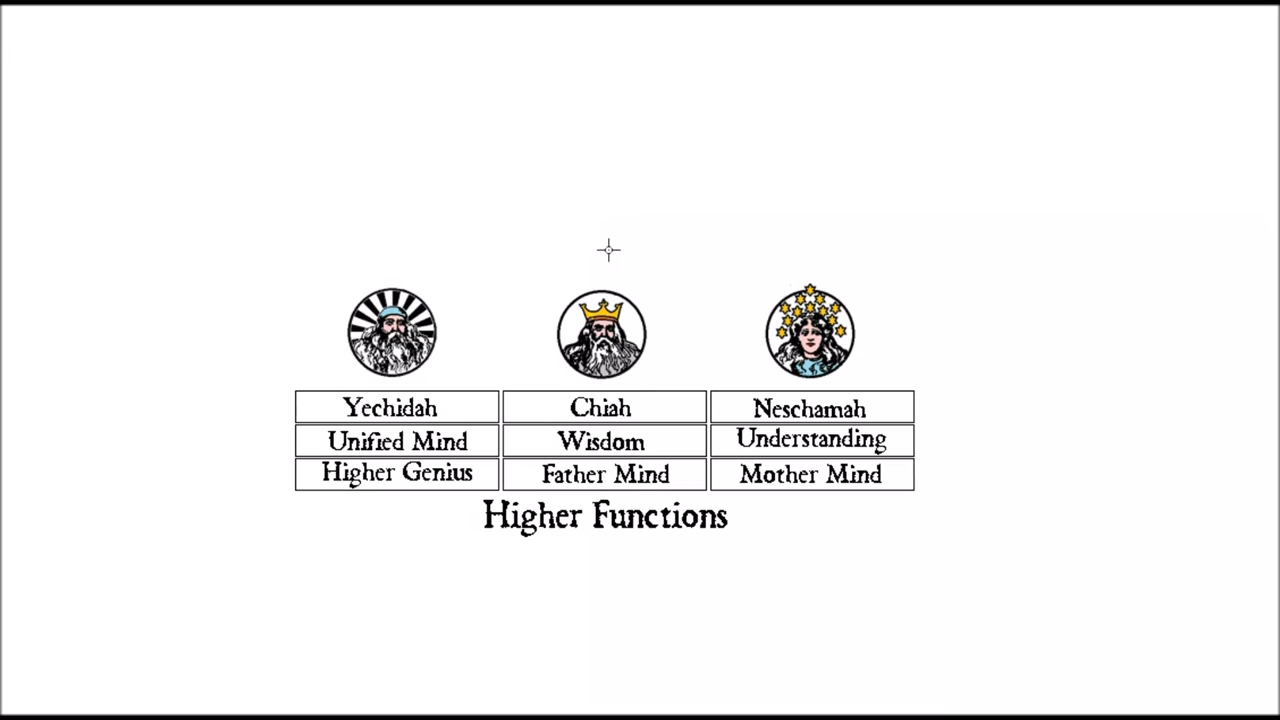 Yechidah Chiah Neschamah
Unified Mind Wisdom Understanding
Higher Genius Father Mind Mother Mind
Higher Functions